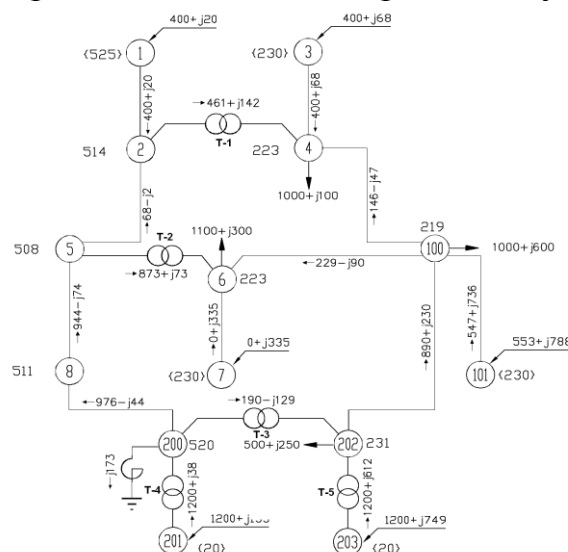 400+j20
400+j68
{525}
1
{230}
3
→400+j20
→400+j68
→461+j142
514
2
T-1
223
4
1000+j100
→68-j2
→146-j47
1100+j300
219
508
5
T-2
100
1000+j600
←229-j90
→873+j73
6
223
→944-j74
→0+j335
→890+j230
→547+j736
0+j335
553+j788
511
8
{230}
7
101
{230}
←976-j44
→190-j129
200
520
T-3
500+j250
202
231
→j173
T-4
→1200+j38
T-5
→1200+j612
1200+j749
201
{20}
203
{20}